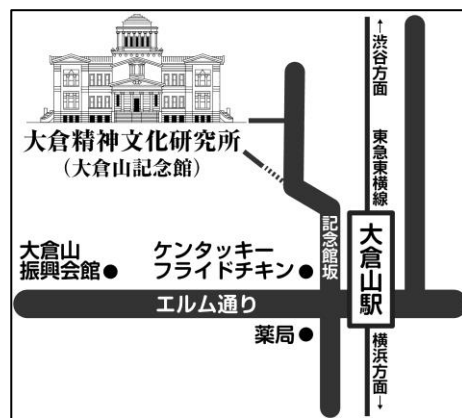 大倉精神文化研究所
（大倉山記念館）
←渋谷方面
東急東横線
大倉山駅
横浜方面→
記念館坂
大倉山
振興会館
ケンタッキー
フライドチキン
エルム通り
薬局